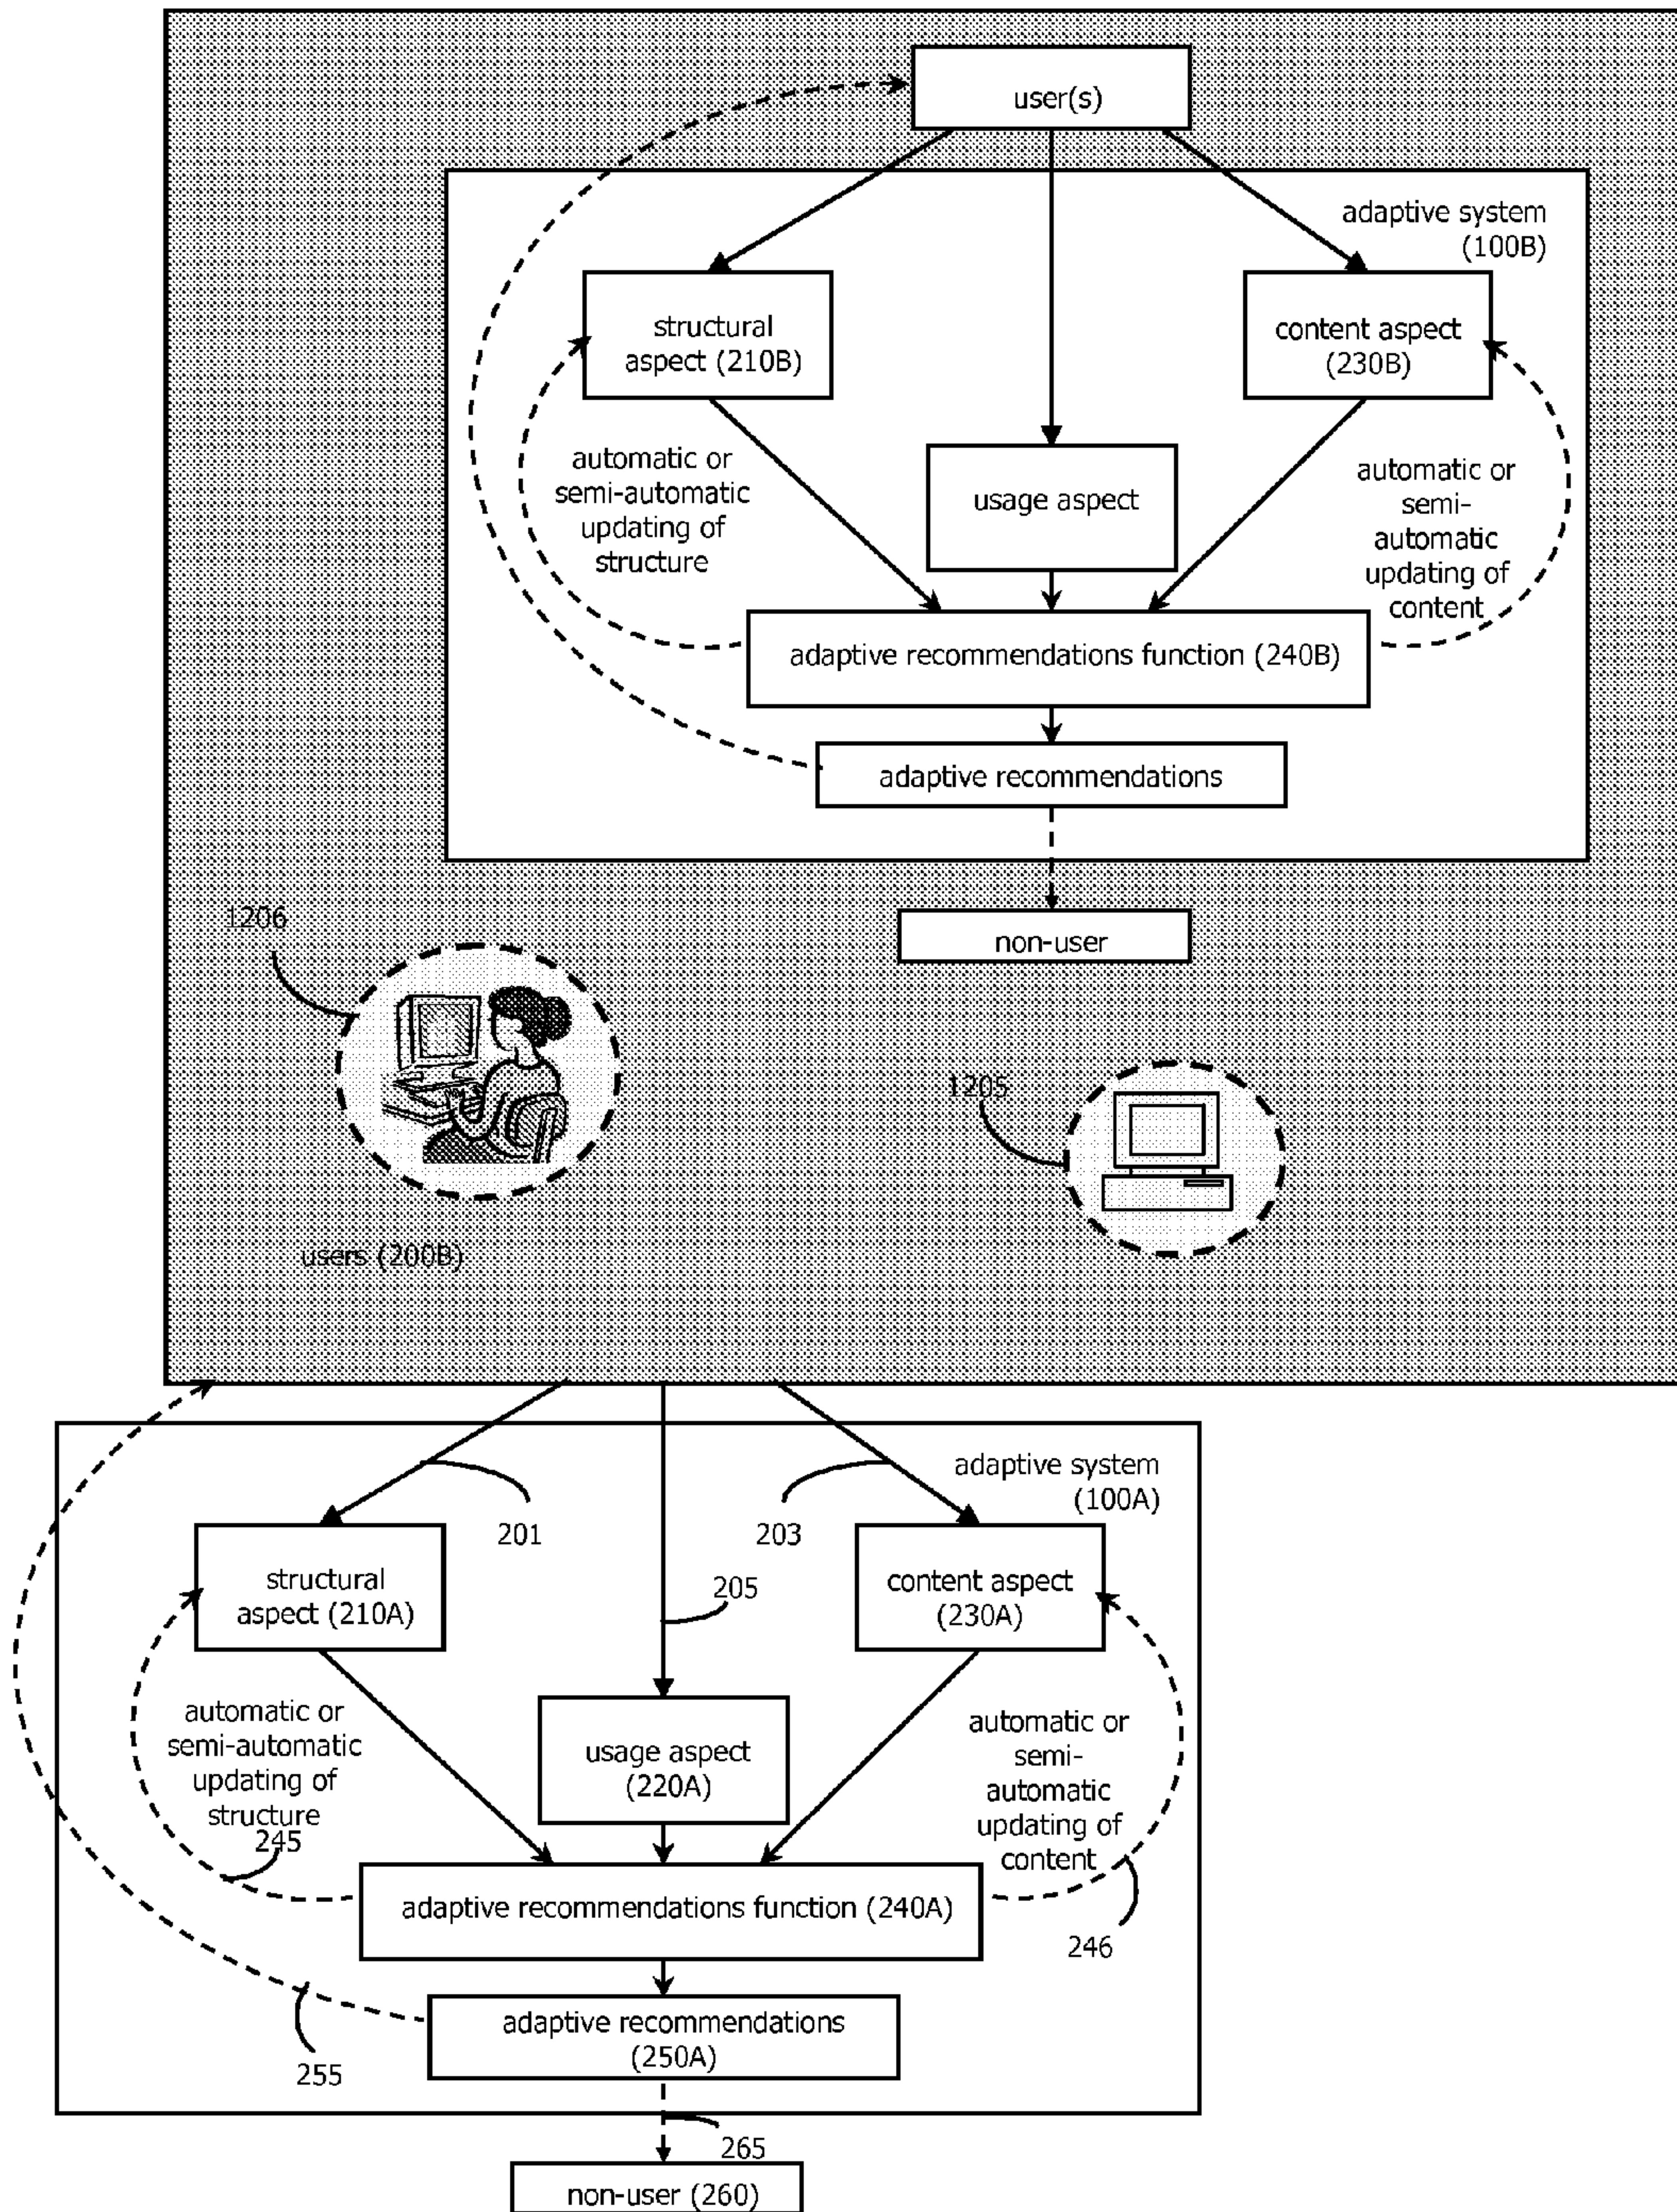 user(s)
adaptive system
(100B)
structural
aspect (210B)
content aspect
(230B)
automatic or
semi-automatic
updating of
structure
usage aspect
automatic or
semi-
automatic
updating of
content
adaptive recommendations function (240B)
adaptive recommendations
non-user
1206
1205
users (200B)
adaptive system
(100A)
201
203
structural
aspect (210A)
205
content aspect
(230A)
automatic or
semi-automatic
updating of
structure
245
usage aspect
(220A)
automatic or
semi-
automatic
updating of
content
adaptive recommendations function (240A)
246
adaptive recommendations
(250A)
255
265
non-user (260)